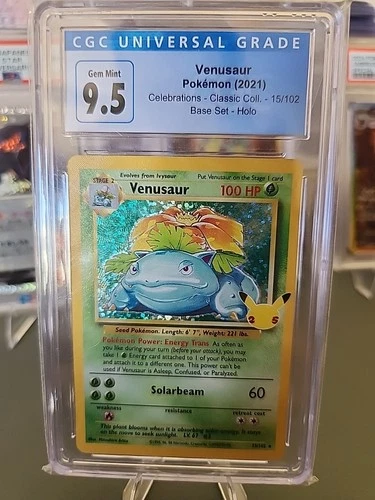 CGC UNIVERSAL GRADE
Gem Mint
9.5
Venusaur
Pokémon (2021)
Celebrations - Classic Coll. - 15/102
Base Set - Holo
STAGE 2
Evolves from Ivysaur
Put Venusaur on the Stage 1 card
Venusaur
100 HP
25
Seed Pokémon. Length: 6' 7", Weight: 221 lbs.
Pokémon Power: Energy Trans As often as
you like during your turn (before your attack), you may
take 1 Energy card attached to 1 of your Pokémon and
attach it to a different one. This power can't be
used if Venusaur is Asleep, Confused, or Paralyzed.
Solarbeam
60
weakness
resistance
retreat cost
This plant blooms when it is absorbing solar energy. It stays
on the move to seek sunlight. LV. 67